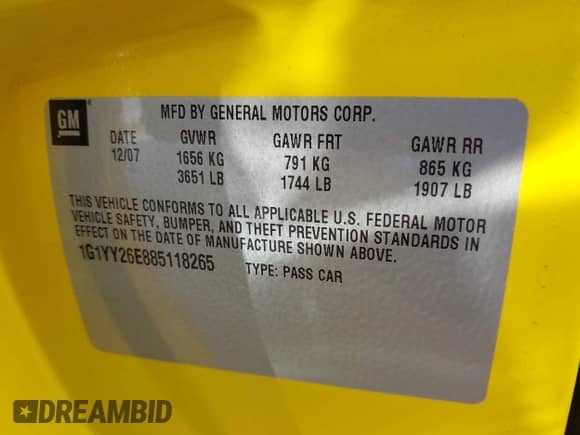 GM
MFD BY GENERAL MOTORS CORP.
DATE GVWR GAWR FRT GAWR RR
12/07 1656 KG 791 KG 865 KG
3651 LB 1744 LB 1907 LB
THIS VEHICLE CONFORMS TO ALL APPLICABLE U.S. FEDERAL MOTOR
VEHICLE SAFETY, BUMPER, AND THEFT PREVENTION STANDARDS IN
EFFECT ON THE DATE OF MANUFACTURE SHOWN ABOVE.
1G1YY26E885118265 TYPE: PASS CAR
DREAMBID